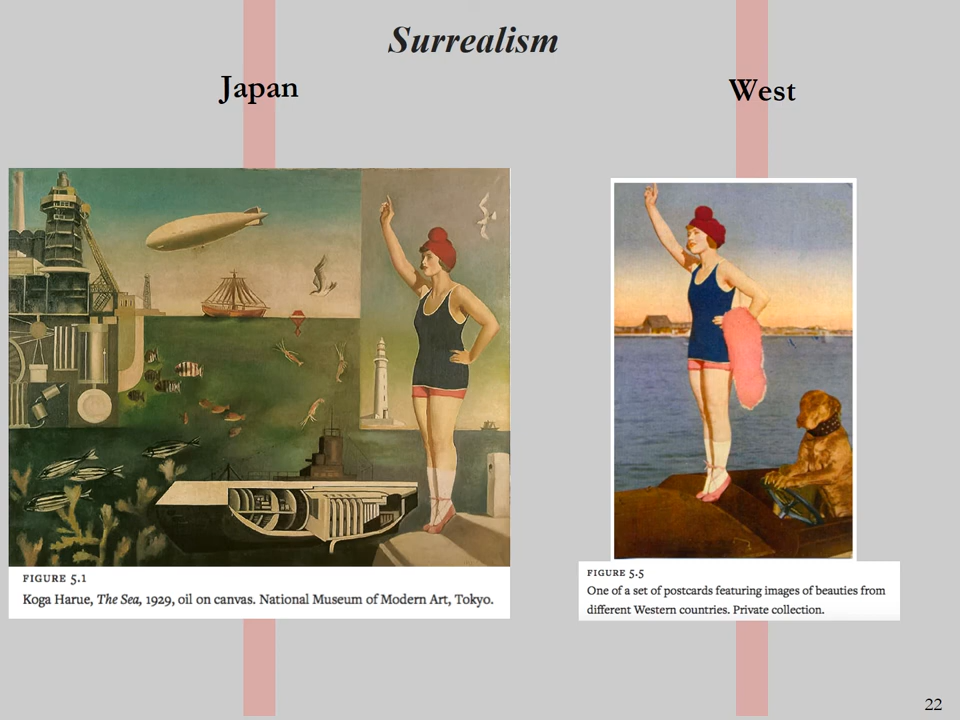 Surrealism
Japan
West
FIGURE 5.1
Koga Harue, The Sea, 1929, oil on canvas. National Museum of Modern Art, Tokyo.
FIGURE 5.5
One of a set of postcards featuring images of beauties from
different Western countries. Private collection.
22